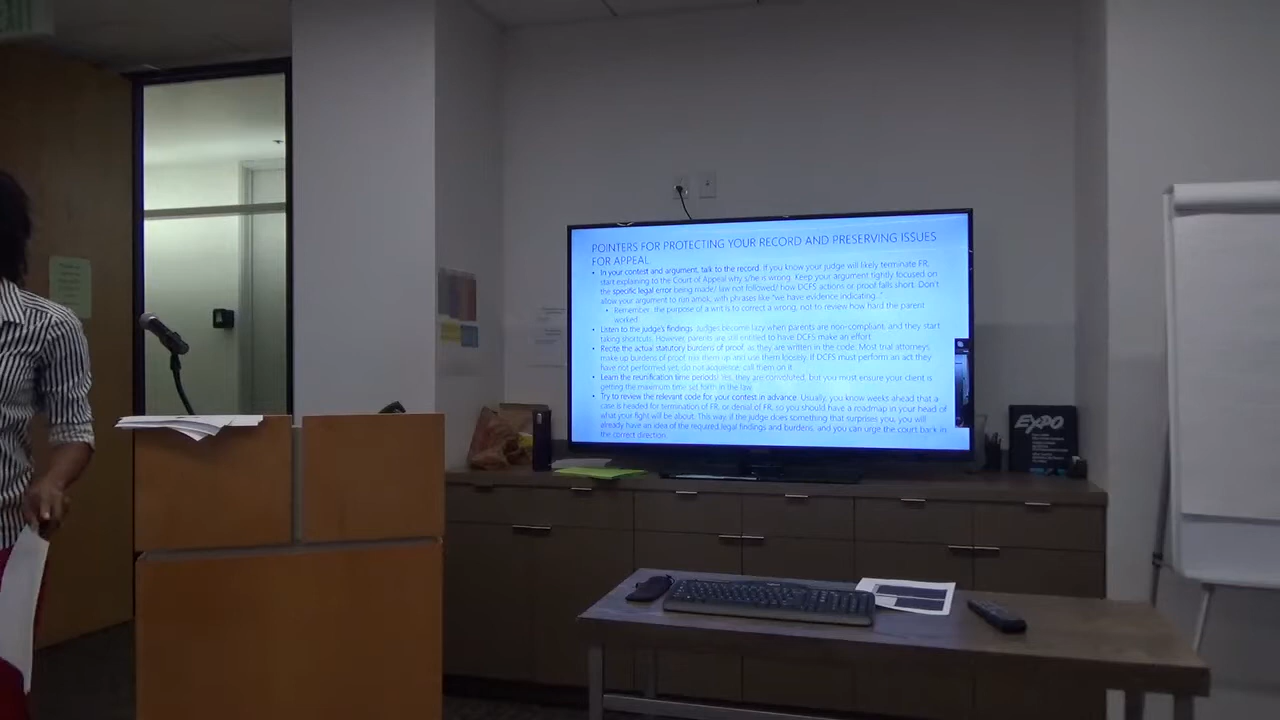 POINTERS FOR PROTECTING YOUR RECORD AND PRESERVING ISSUES
FOR APPEAL
• In your contest and argument, talk to the record. If you know your judge will likely terminate FR,
start explaining to the Court of Appeal why s/he is wrong. Keep your argument tightly focused on
the specific legal error being made/ law not followed/ how DCFS actions or proof falls short. Don't
allow your argument to run amok, with phrases like "we have evidence indicating..."
• Remember, the purpose of a writ is to correct a wrong, not to review how hard the parent
worked.
• Listen to the judge's findings. Judges become lazy when parents are non-compliant, and they start
taking shortcuts. However parents are still entitled to have DCFS make an effort.
• Recite the actual statutory burdens of proof, as they are written in the code. Most trial attorneys
make up burdens of proof, mix them up and use them loosely. If DCFS must perform an act they
have not performed yet, do not acquiesce, call them on it.
• Learn the reunification time periods! Yes, they are convoluted, but you must ensure your client is
getting the maximum time set forth in the law.
• Try to review the relevant code for your contest in advance. Usually, you know weeks ahead that a
case is headed for termination of FR, or denial of FR, so you should have a roadmap in your head of
what your fight will be about. This way, if the judge does something that surprises you, you will
already have an idea of the required legal findings and burdens, and you can urge the court back in
the correct direction.
EXPO